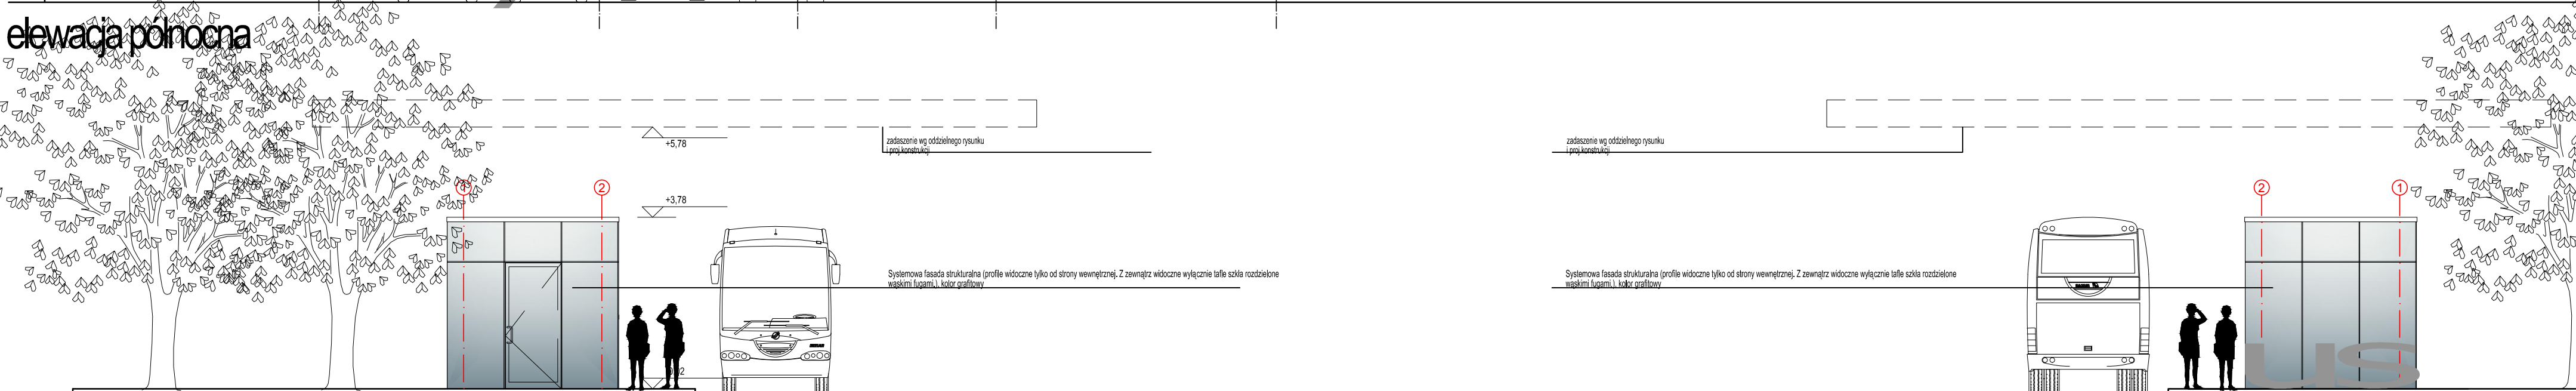 elewacja północna
+5,78
zadaszenie wg oddzielnego rysunku
i proj.konstrukcji
zadaszenie wg oddzielnego rysunku
i proj.konstrukcji
1
2
+3,78
2
1
Systemowa fasada strukturalna (profile widoczne tylko od strony wewnętrznej. Z zewnątrz widoczne wyłącznie tafle szkła rozdzielone
wąskimi fugami,), kolor grafitowy
Systemowa fasada strukturalna (profile widoczne tylko od strony wewnętrznej. Z zewnątrz widoczne wyłącznie tafle szkła rozdzielone
wąskimi fugami,), kolor grafitowy
us